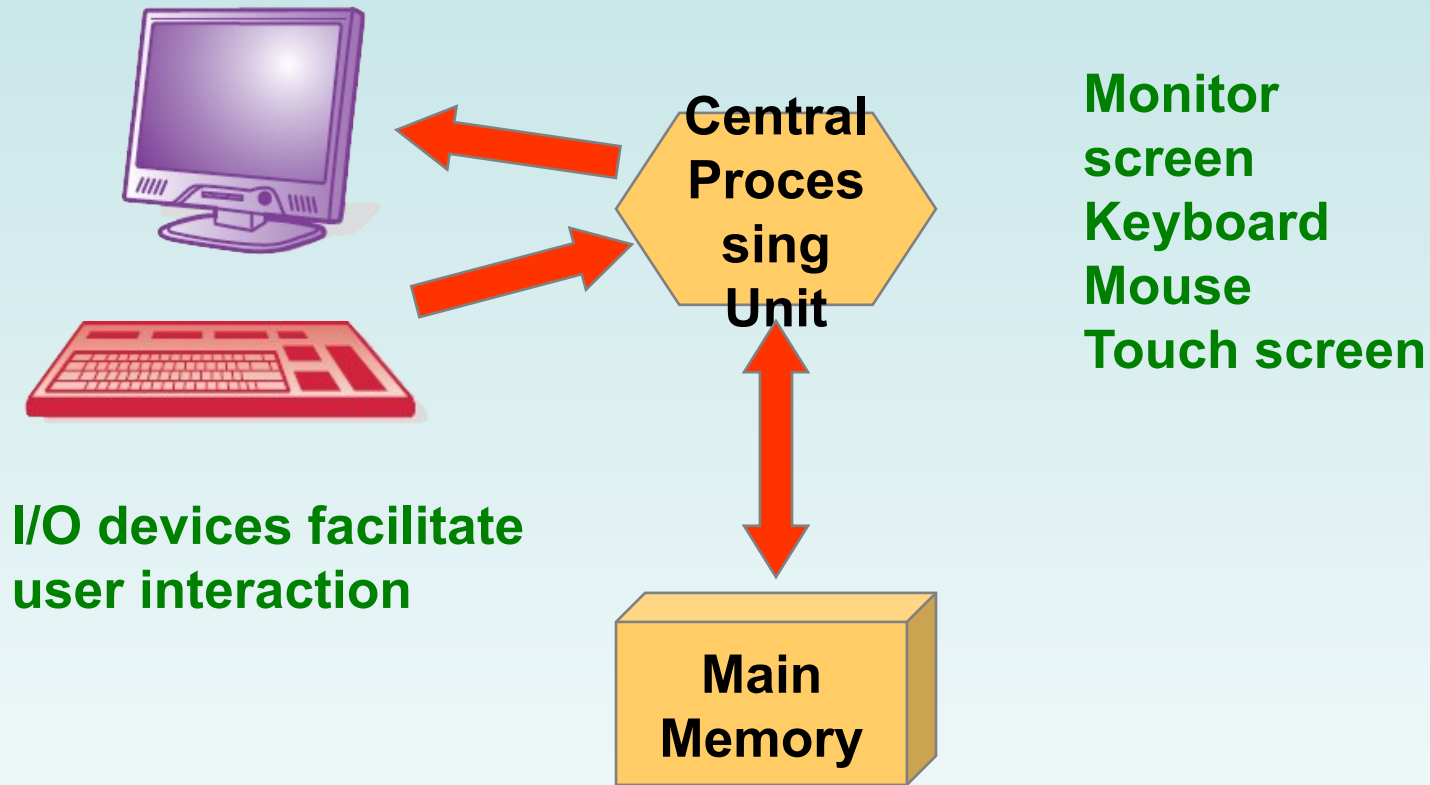 Central
Proces
sing
Unit
Monitor
screen
Keyboard
Mouse
Touch screen
I/O devices facilitate
user interaction
Main
Memory